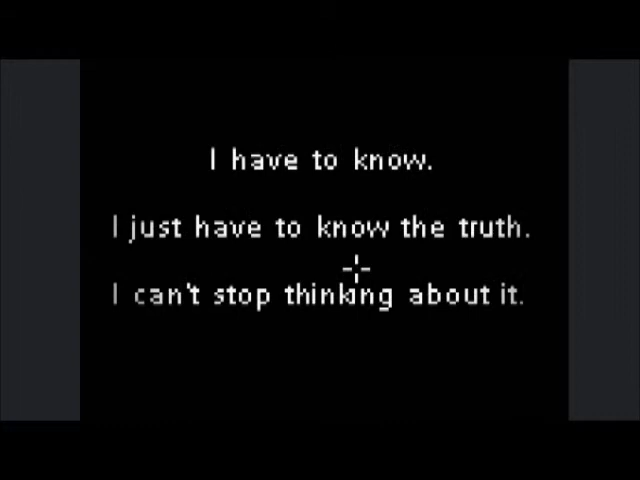 I have to know.
I just have to know the truth.
I can't stop thinking about it.